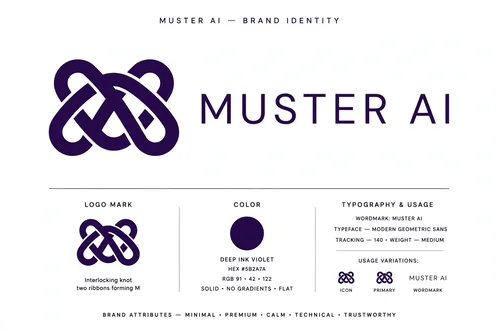 MUSTER AI — BRAND IDENTITY
MUSTER AI
LOGO MARK
Interlocking knot
two ribbons forming M
COLOR
DEEP INK VIOLET
HEX #5B2A7A
RGB 91 • 42 • 122
SOLID • NO GRADIENTS • FLAT
TYPOGRAPHY & USAGE
WORDMARK: MUSTER AI
TYPEFACE — MODERN GEOMETRIC SANS
TRACKING — 140 • WEIGHT — MEDIUM
USAGE VARIATIONS:
MUSTER AI
ICON
PRIMARY
WORDMARK
BRAND ATTRIBUTES — MINIMAL • PREMIUM • CALM • TECHNICAL • TRUSTWORTHY